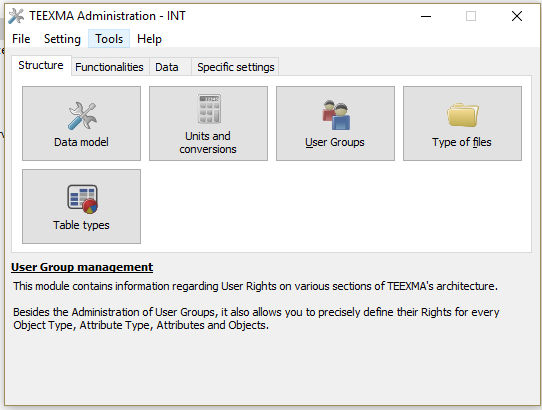 TEEXMA Administration - INT
File Setting Tools Help
Structure Functionalities Data Specific settings
Data model
Units and
conversions
User Groups
Type of files
Table types
User Group management
This module contains information regarding User Rights on various sections of TEEXMA's architecture.
Besides the Administration of User Groups, it also allows you to precisely define their Rights for every
Object Type, Attribute Type, Attributes and Objects.